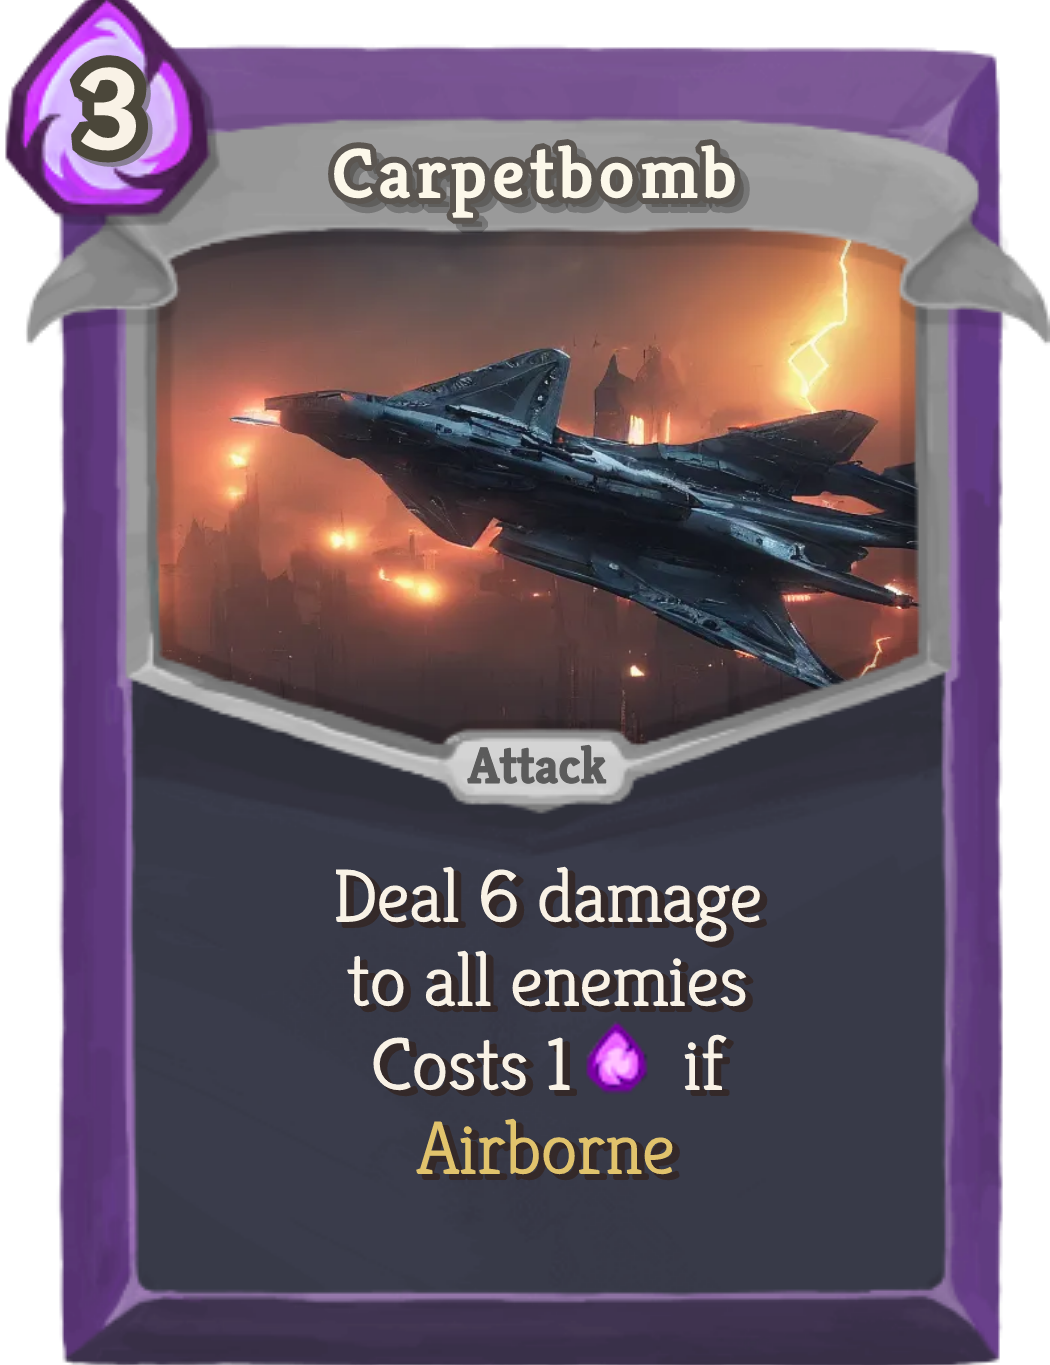 3
Carpetbomb
Attack
Deal 6 damage
to all enemies
Costs 1 if
Airborne